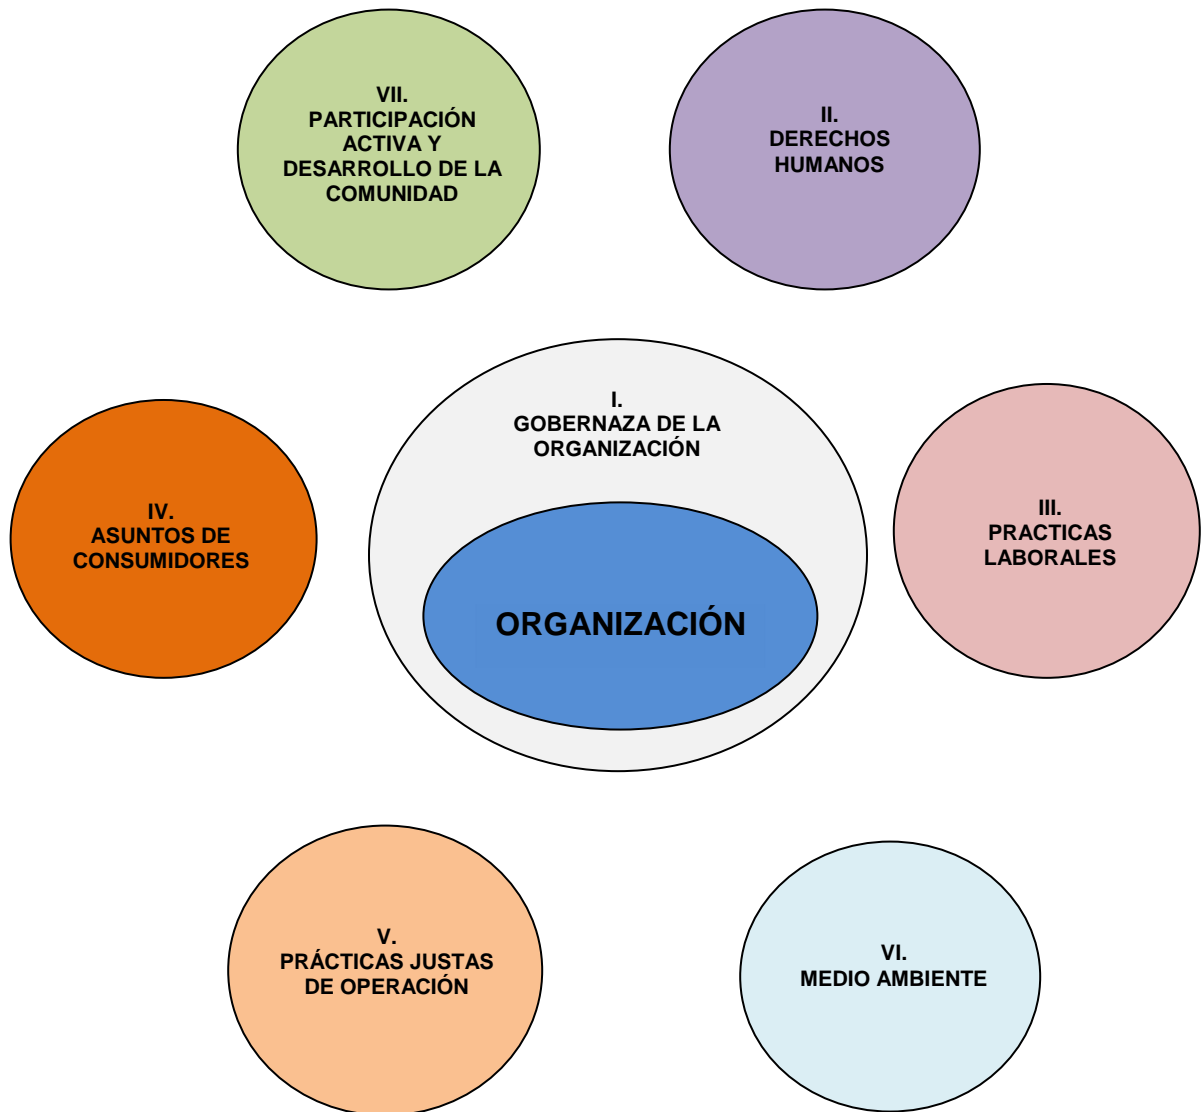 VII.
PARTICIPACIÓN
ACTIVA Y
DESARROLLO DE LA
COMUNIDAD
II.
DERECHOS
HUMANOS
I.
GOBERNAZA DE LA
ORGANIZACIÓN
IV.
ASUNTOS DE
CONSUMIDORES
III.
PRACTICAS
LABORALES
ORGANIZACIÓN
V.
PRÁCTICAS JUSTAS
DE OPERACIÓN
VI.
MEDIO AMBIENTE